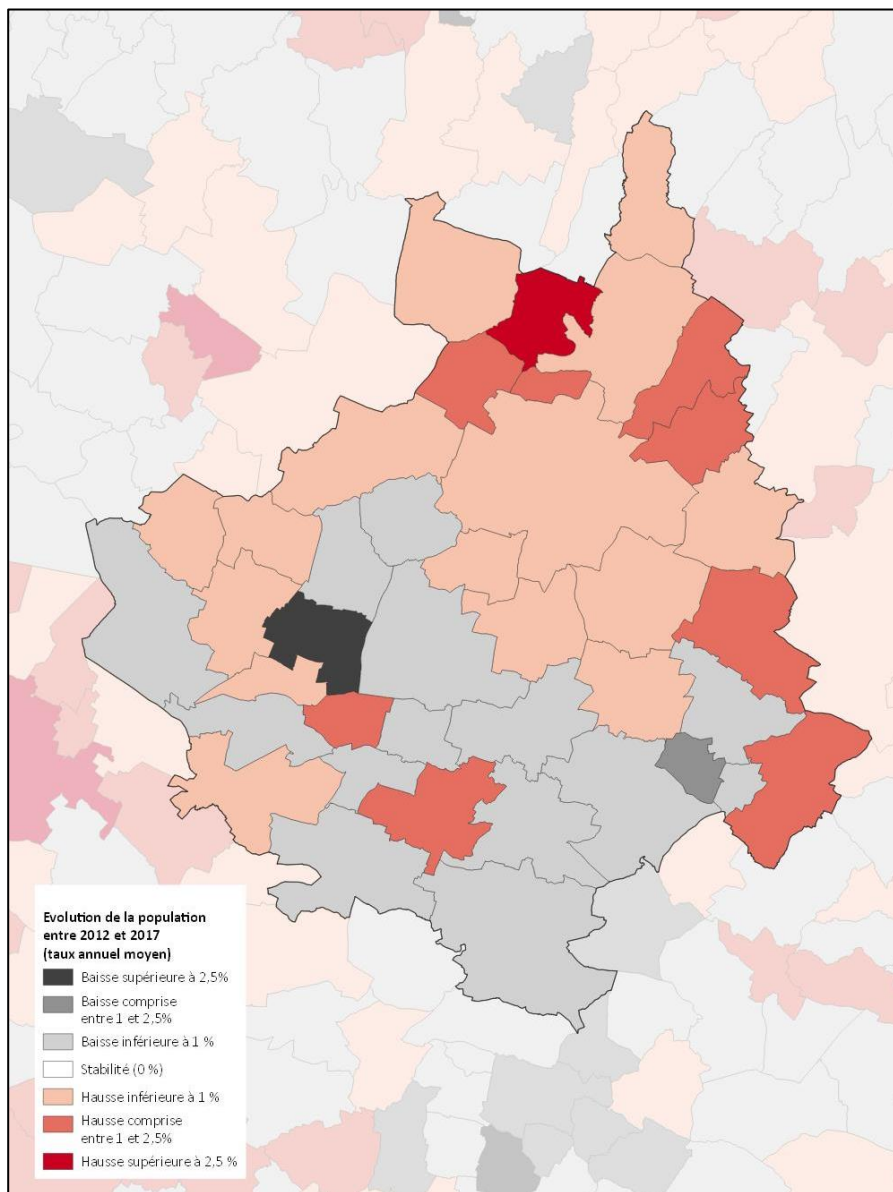 Evolution de la population
entre 2012 et 2017
(taux annuel moyen)
Baisse supérieure à 2,5%
Baisse comprise
entre 1 et 2,5%
Baisse inférieure à 1 %
Stabilité (0 %)
Hausse inférieure à 1 %
Hausse comprise
entre 1 et 2,5%
Hausse supérieure à 2,5 %